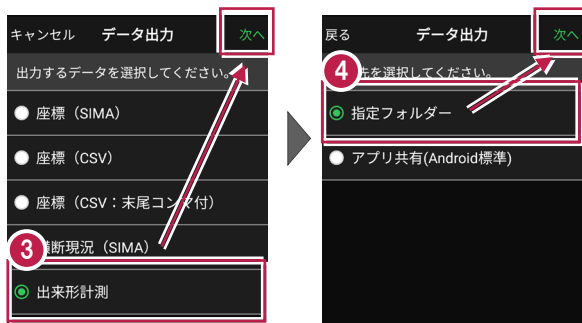 キャンセル データ出力 次へ
出力するデータを選択してください。
座標（SIMA）
座標（CSV）
座標（CSV：末尾コンマ付）
3 断現況（SIMA）
出来形計測
戻る データ出力 次へ
4 先を選択してください。
指定フォルダー
アプリ共有(Android標準)